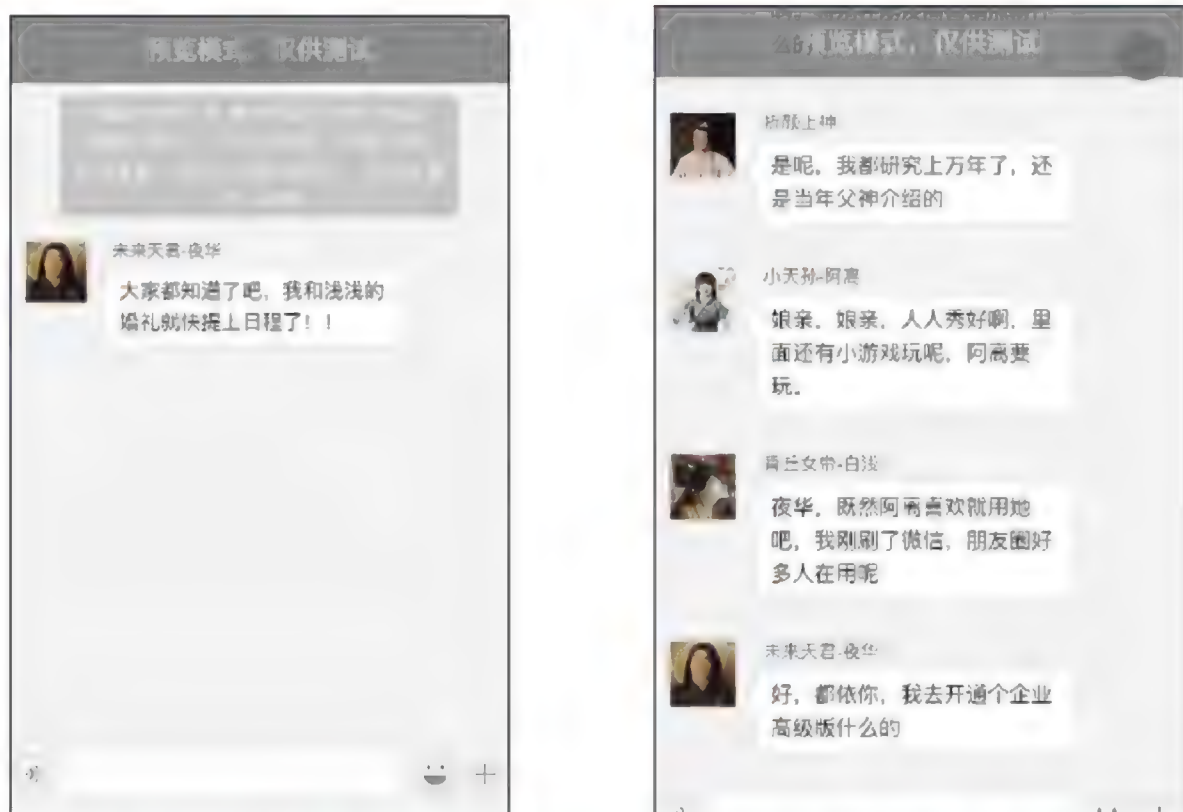 预览模式，仅供测试
未来天君-夜华
大家都知道了吧，我和浅浅的
婚礼就快提上日程了！！
么的
预览模式，仅供测试
折颜上神
是呢，我都研究上万年了，还
是当年父神介绍的
小天孙-阿离
娘亲，娘亲，人人秀好啊，里
面还有小游戏玩呢，阿离要
玩。
青丘女帝-白浅
夜华，既然阿离喜欢就用她
吧，我刚刷了微信，朋友圈好
多人在用呢
未来天君-夜华
好，都依你，我去开通个企业
高级版什么的